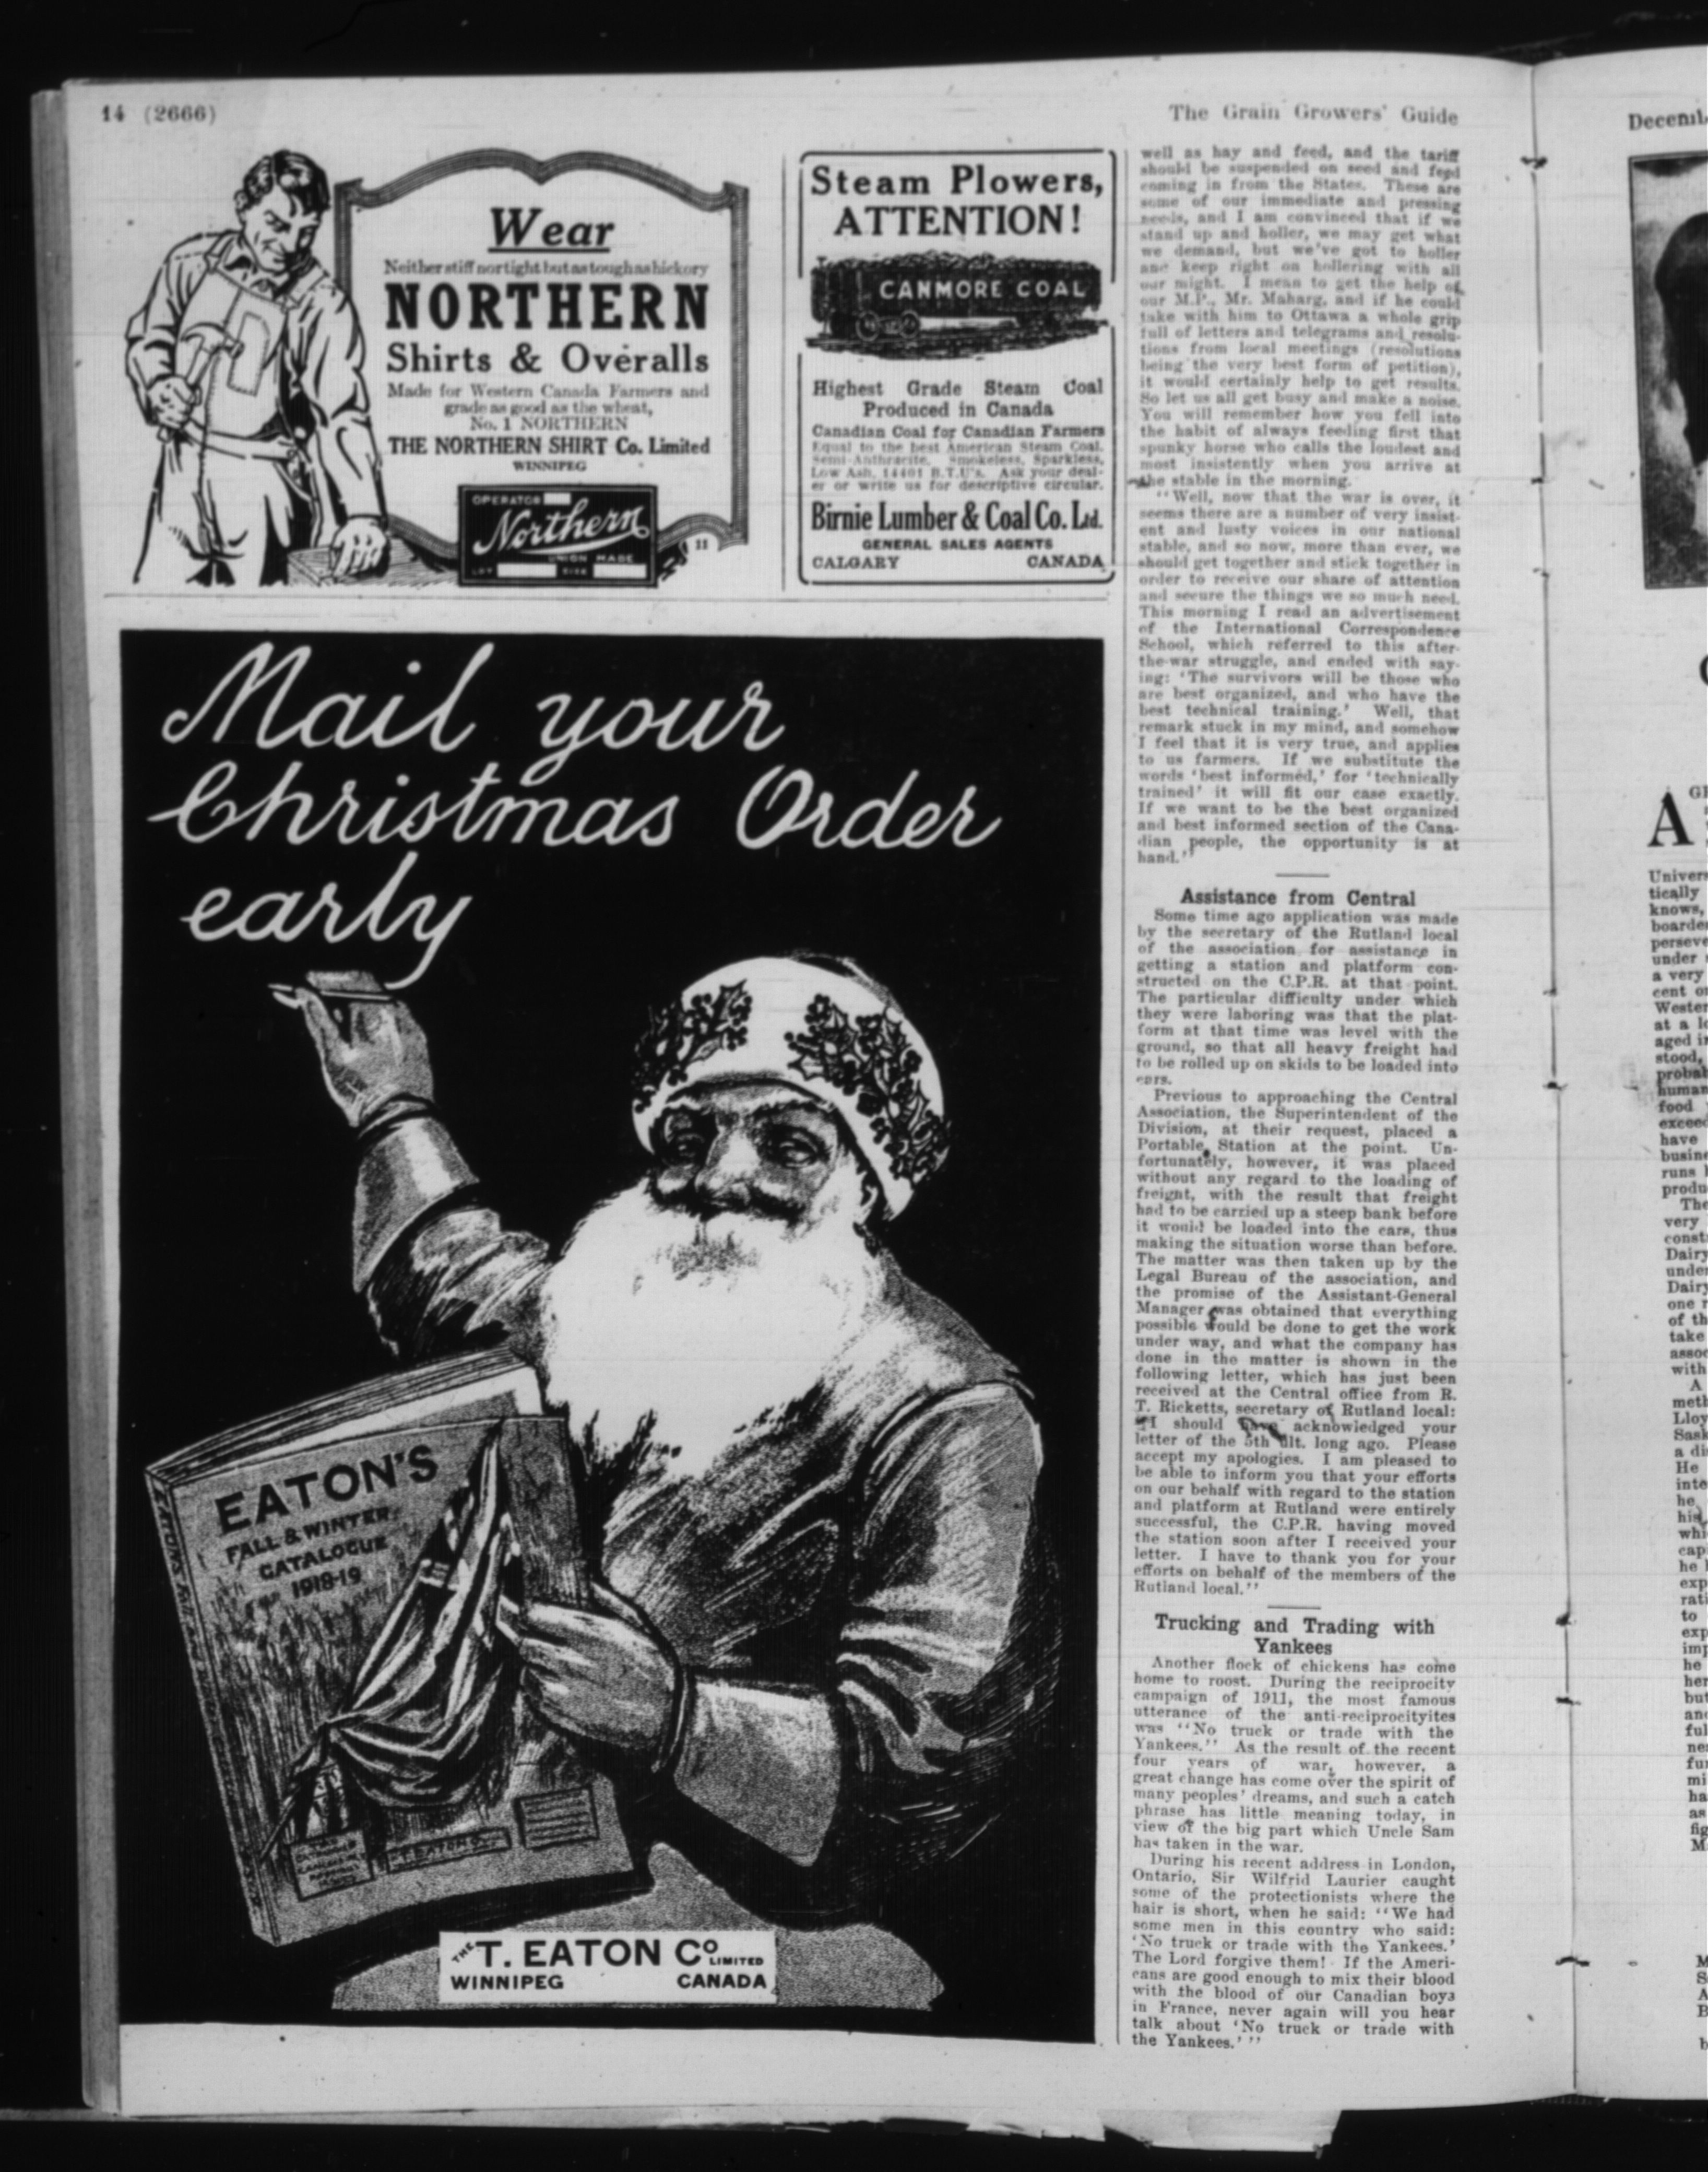 14 (2666)
The Grain Growers' Guide
Wear
Neither stiff nor tight but as tough as hickory
NORTHERN
Shirts & Overalls
Made for Western Canada Farmers and
grade as good as the wheat,
No. 1 NORTHERN
THE NORTHERN SHIRT Co. Limited
WINNIPEG
OPERATOR
Northern
UNION MADE
LOT SIZE
11
Steam Plowers,
ATTENTION!
CANMORE COAL
Highest Grade Steam Coal
Produced in Canada
Canadian Coal for Canadian Farmers
Equal to the best American Steam Coal.
Semi-Anthracite, Smokeless, Sparkless,
Low Ash, 14401 B.T.U's. Ask your deal-
er or write us for descriptive circular.
Birnie Lumber & Coal Co. Ltd.
GENERAL SALES AGENTS
CALGARY CANADA
Mail your
Christmas Order
early
EATON'S
FALL & WINTER
CATALOGUE
1918-19
T. EATON Co
THE T. EATON Co LIMITED
WINNIPEG CANADA
well as hay and feed, and the tariff
should be suspended on seed and feed
coming in from the States. These are
some of our immediate and pressing
needs, and I am convinced that if we
stand up and holler, we may get what
we demand, but we've got to holler
and keep right on hollering with all
our might. I mean to get the help of
our M.P., Mr. Maharg, and if he could
take with him to Ottawa a whole grip
full of letters and telegrams and resolu-
tions from local meetings (resolutions
being the very best form of petition),
it would certainly help to get results.
So let us all get busy and make a noise.
You will remember how you fell into
the habit of always feeding first that
spunky horse who calls the loudest and
most insistently when you arrive at
the stable in the morning.
"Well, now that the war is over, it
seems there are a number of very insist-
ent and lusty voices in our national
stable, and so now, more than ever, we
should get together and stick together in
order to receive our share of attention
and secure the things we so much need.
This morning I read an advertisement
of the International Correspondence
School, which referred to this after-
the-war struggle, and ended with say-
ing: 'The survivors will be those who
are best organized, and who have the
best technical training.' Well, that
remark stuck in my mind, and somehow
I feel that it is very true, and applies
to us farmers. If we substitute the
words 'best informed,' for 'technically
trained' it will fit our case exactly.
If we want to be the best organized
and best informed section of the Cana-
dian people, the opportunity is at
hand."
Assistance from Central
Some time ago application was made
by the secretary of the Rutland local
of the association for assistance in
getting a station and platform con-
structed on the C.P.R. at that point.
The particular difficulty under which
they were laboring was that the plat-
form at that time was level with the
ground, so that all heavy freight had
to be rolled up on skids to be loaded into
cars.
Previous to approaching the Central
Association, the Superintendent of the
Division, at their request, placed a
Portable Station at the point. Un-
fortunately, however, it was placed
without any regard to the loading of
freight, with the result that freight
had to be carried up a steep bank before
it would be loaded into the cars, thus
making the situation worse than before.
The matter was then taken up by the
Legal Bureau of the association, and
the promise of the Assistant-General
Manager was obtained that everything
possible would be done to get the work
under way, and what the company has
done in the matter is shown in the
following letter, which has just been
received at the Central office from R.
T. Ricketts, secretary of Rutland local:
"I should have acknowledged your
letter of the 5th ult. long ago. Please
accept my apologies. I am pleased to
be able to inform you that your efforts
on our behalf with regard to the station
and platform at Rutland were entirely
successful, the C.P.R. having moved
the station soon after I received your
letter. I have to thank you for your
efforts on behalf of the members of the
Rutland local."
Trucking and Trading with
Yankees
Another flock of chickens has come
home to roost. During the reciprocity
campaign of 1911, the most famous
utterance of the anti-reciprocityites
was "No truck or trade with the
Yankees." As the result of the recent
four years of war, however, a
great change has come over the spirit of
many peoples' dreams, and such a catch
phrase has little meaning today, in
view of the big part which Uncle Sam
has taken in the war.
During his recent address in London,
Ontario, Sir Wilfrid Laurier caught
some of the protectionists where the
hair is short, when he said: "We had
some men in this country who said:
'No truck or trade with the Yankees.'
The Lord forgive them! If the Ameri-
cans are good enough to mix their blood
with the blood of our Canadian boys
in France, never again will you hear
talk about 'No truck or trade with
the Yankees.'"